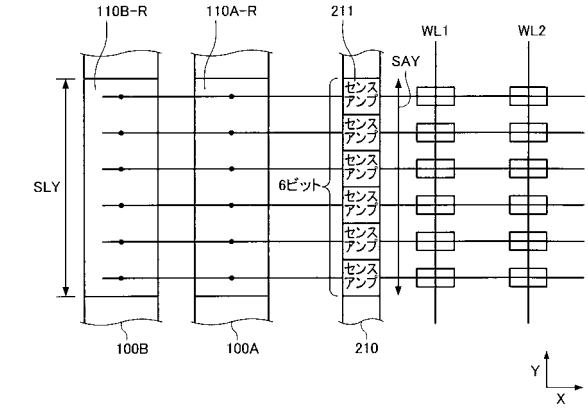 110B-R 110A-R 211
WL1 WL2
SAY
センス
アンプ
センス
アンプ
センス
アンプ
SLY 6ビット
センス
アンプ
センス
アンプ
センス
アンプ
100B 100A 210
Y
X